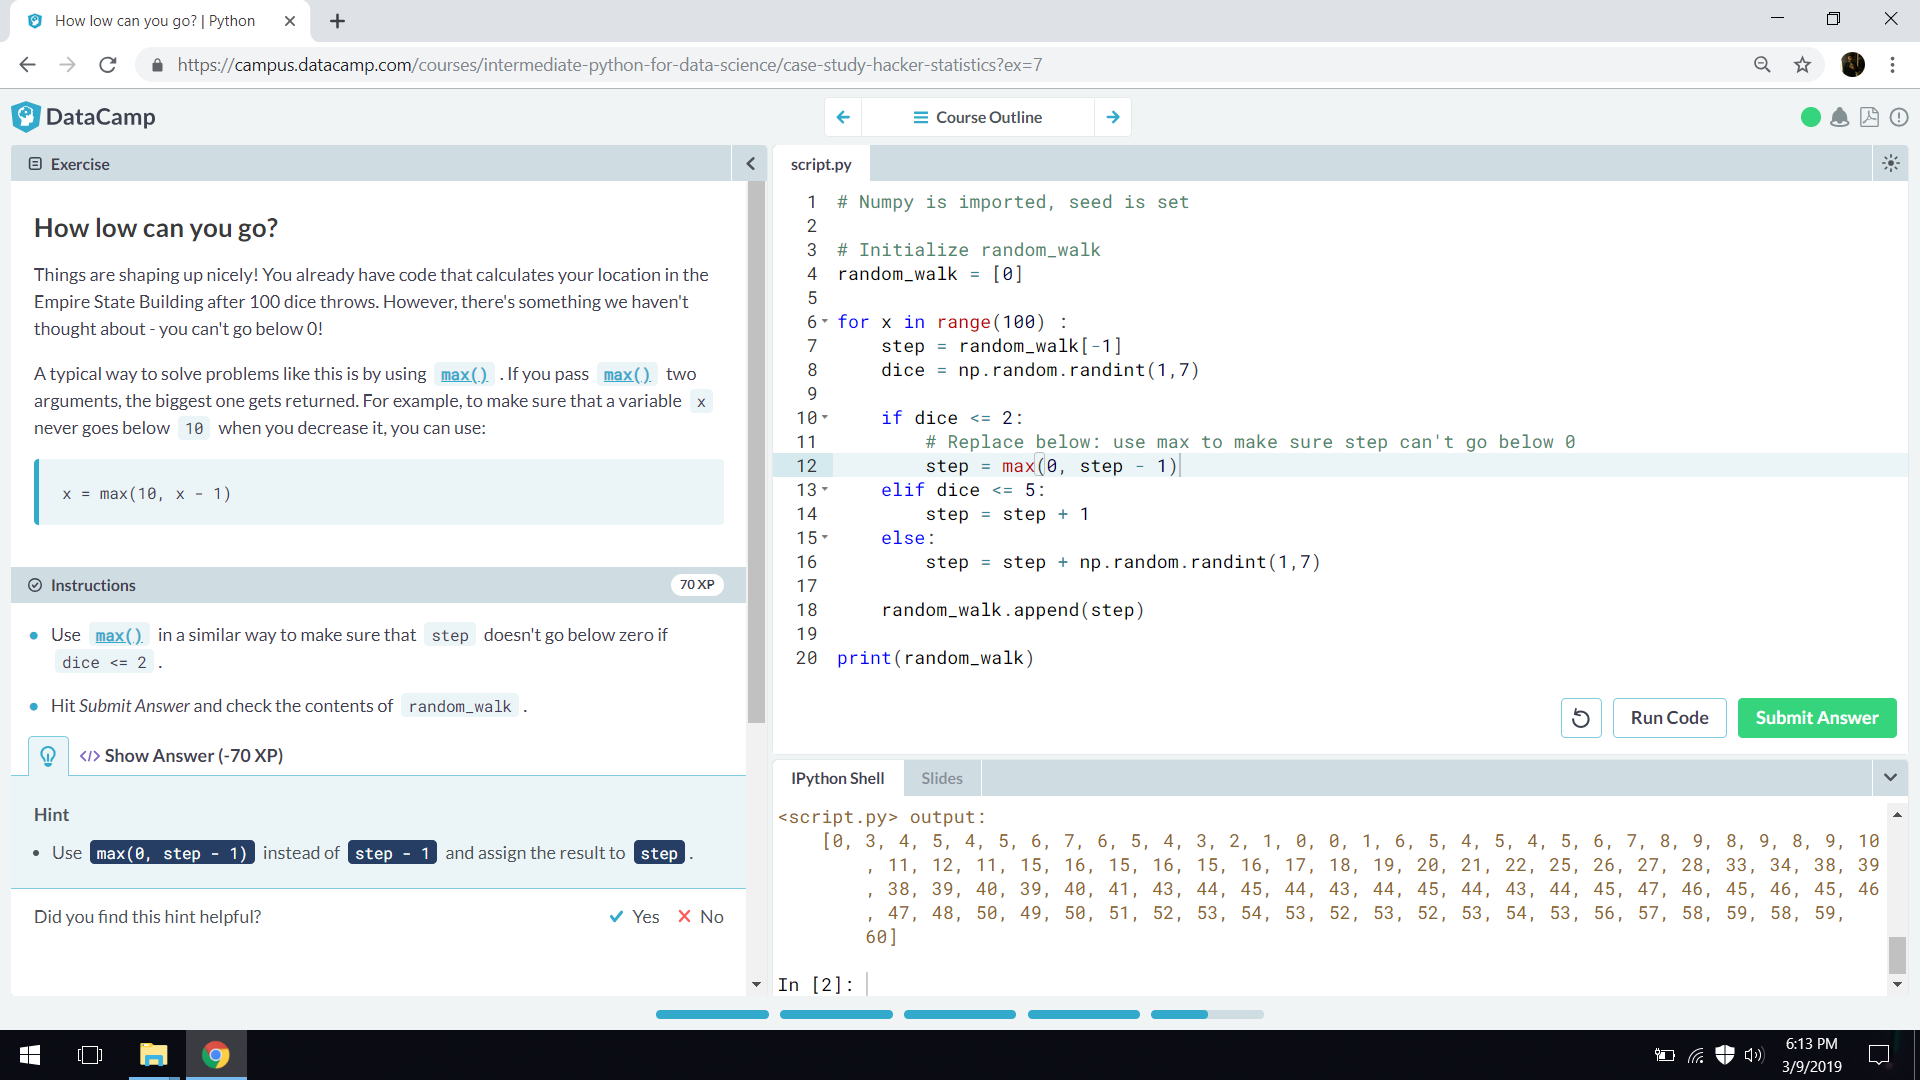 How low can you go? | Python
https://campus.datacamp.com/courses/intermediate-python-for-data-science/case-study-hacker-statistics?ex=7
DataCamp
Course Outline
Exercise
How low can you go?
Things are shaping up nicely! You already have code that calculates your location in the
Empire State Building after 100 dice throws. However, there's something we haven't
thought about - you can't go below 0!
A typical way to solve problems like this is by using max() . If you pass max() two
arguments, the biggest one gets returned. For example, to make sure that a variable x
never goes below 10 when you decrease it, you can use:
x = max(10, x - 1)
Instructions
70 XP
Use max() in a similar way to make sure that step doesn't go below zero if
dice <= 2 .
Hit Submit Answer and check the contents of random_walk .
</> Show Answer (-70 XP)
Hint
• Use max(0, step - 1) instead of step - 1 and assign the result to step .
Did you find this hint helpful?
Yes
No
script.py
1 # Numpy is imported, seed is set
2
3 # Initialize random_walk
4 random_walk = [0]
5
6 for x in range(100) :
7     step = random_walk[-1]
8     dice = np.random.randint(1,7)
9
10     if dice <= 2:
11         # Replace below: use max to make sure step can't go below 0
12         step = max(0, step - 1)
13     elif dice <= 5:
14         step = step + 1
15     else:
16         step = step + np.random.randint(1,7)
17
18     random_walk.append(step)
19
20 print(random_walk)
Run Code
Submit Answer
IPython Shell
Slides
<script.py> output:
[0, 3, 4, 5, 4, 5, 6, 7, 6, 5, 4, 3, 2, 1, 0, 0, 1, 6, 5, 4, 5, 4, 5, 6, 7, 8, 9, 8, 9, 8, 9, 10
, 11, 12, 11, 15, 16, 15, 16, 15, 16, 17, 18, 19, 20, 21, 22, 25, 26, 27, 28, 33, 34, 38, 39
, 38, 39, 40, 39, 40, 41, 43, 44, 45, 44, 43, 44, 45, 44, 43, 44, 45, 47, 46, 45, 46, 45, 46
, 47, 48, 50, 49, 50, 51, 52, 53, 54, 53, 52, 53, 52, 53, 54, 53, 56, 57, 58, 59, 58, 59,
60]
In [2]:
6:13 PM
3/9/2019